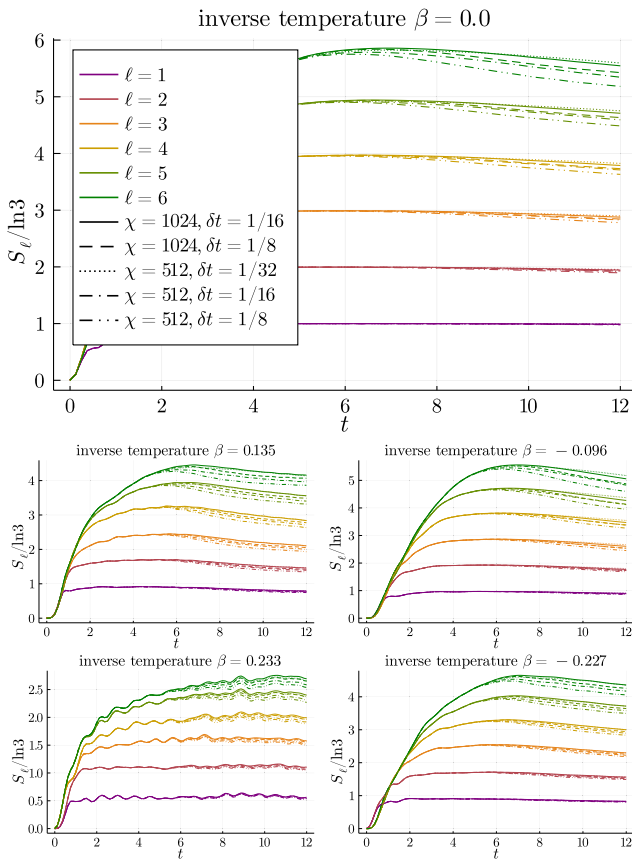 inverse temperature β = 0.0
6
5
4
3
2
1
0
S_ℓ/ln3
ℓ = 1
ℓ = 2
ℓ = 3
ℓ = 4
ℓ = 5
ℓ = 6
χ = 1024, δt = 1/16
χ = 1024, δt = 1/8
χ = 512, δt = 1/32
χ = 512, δt = 1/16
χ = 512, δt = 1/8
0 2 4 6 8 10 12
t
inverse temperature β = 0.135
4
3
2
1
0
S_ℓ/ln3
0 2 4 6 8 10 12
t
inverse temperature β = − 0.096
5
4
3
2
1
0
S_ℓ/ln3
0 2 4 6 8 10 12
t
inverse temperature β = 0.233
2.5
2.0
1.5
1.0
0.5
0.0
S_ℓ/ln3
0 2 4 6 8 10 12
t
inverse temperature β = − 0.227
4
3
2
1
0
S_ℓ/ln3
0 2 4 6 8 10 12
t